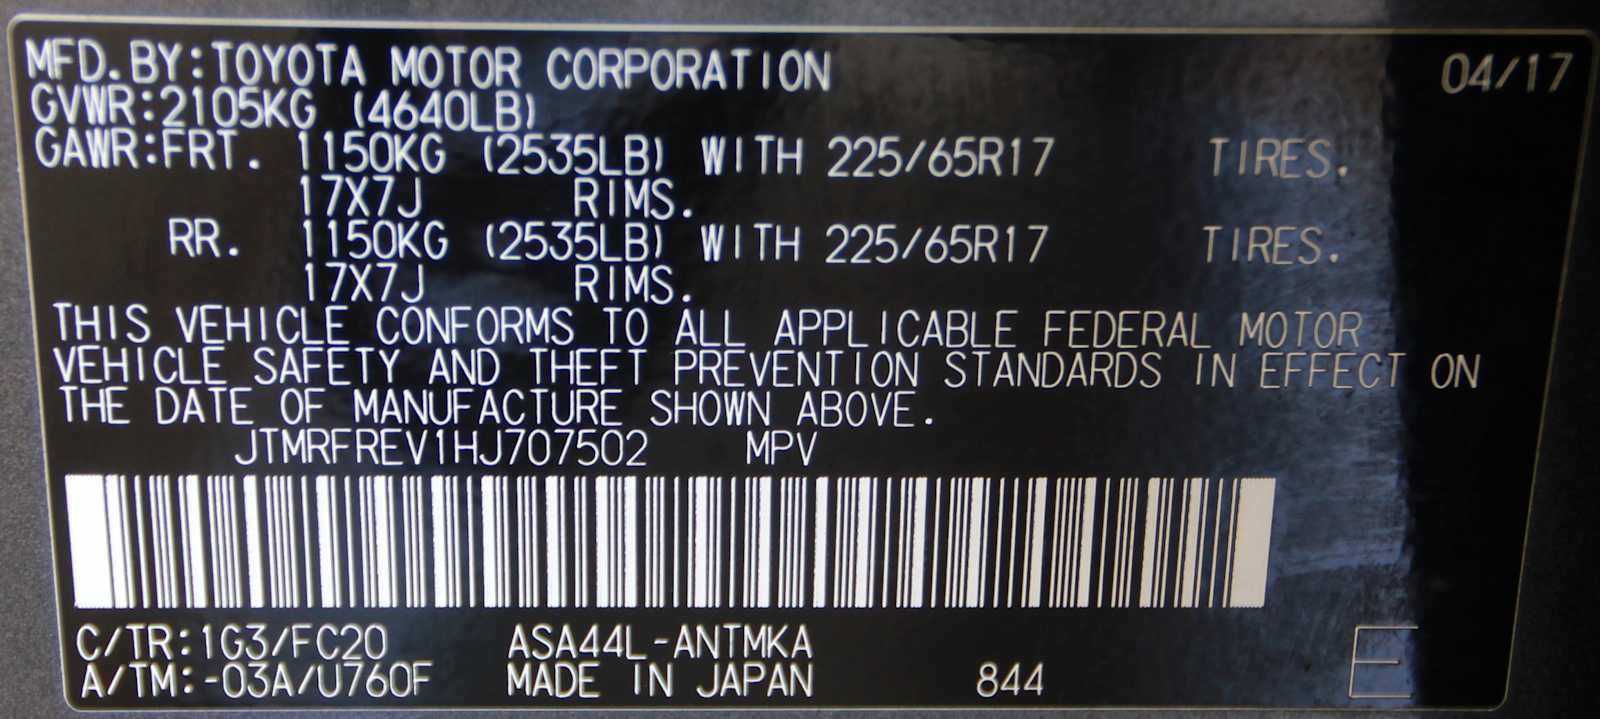 MFD.BY:TOYOTA MOTOR CORPORATION 04/17
GVWR:2105KG (4640LB)
GAWR:FRT. 1150KG (2535LB) WITH 225/65R17 TIRES.
17X7J RIMS.
RR. 1150KG (2535LB) WITH 225/65R17 TIRES.
17X7J RIMS.
THIS VEHICLE CONFORMS TO ALL APPLICABLE FEDERAL MOTOR
VEHICLE SAFETY AND THEFT PREVENTION STANDARDS IN EFFECT ON
THE DATE OF MANUFACTURE SHOWN ABOVE.
JTMRFREV1HJ707502 MPV
C/TR:1G3/FC20 ASA44L-ANTMKA
A/TM:-03A/U760F MADE IN JAPAN 844 E